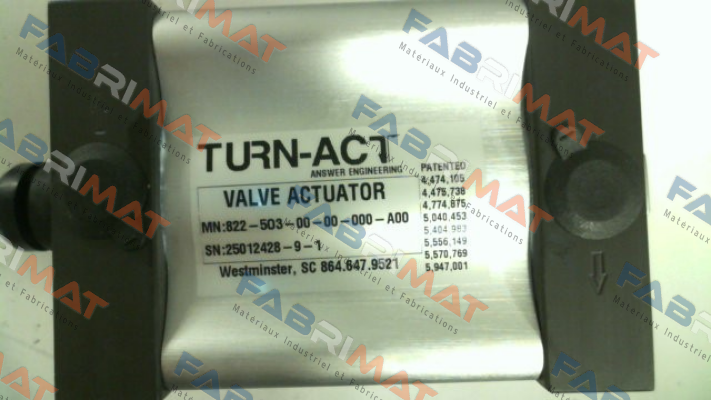 TURN-ACT
ANSWER ENGINEERING
VALVE ACTUATOR
MN:822-503-00-00-000-A00
SN:25012428-9-1
Westminster, SC 864.647.9521
PATENTED
4,474,105
4,475,738
4,774,875
5,040,453
5,404,983
5,556,149
5,570,769
5,947,001
FABRIMAT
Matériaux Industriel et Fabrications